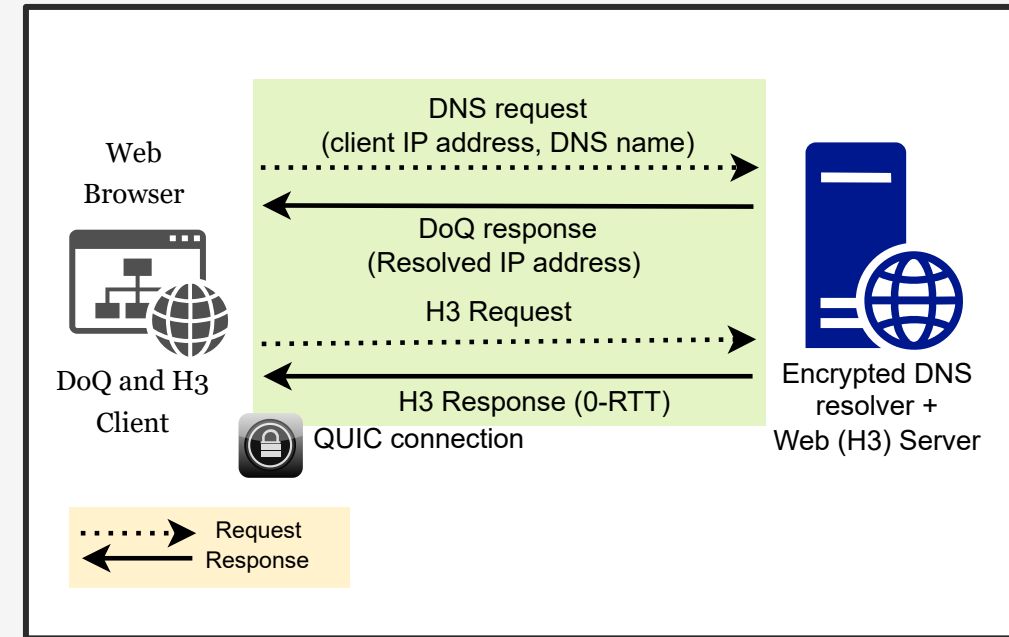 DNS request
(client IP address, DNS name)
Web
Browser
DoQ response
(Resolved IP address)
H3 Request
DoQ and H3
Client
H3 Response (0-RTT)
Encrypted DNS
resolver +
Web (H3) Server
QUIC connection
Request
Response